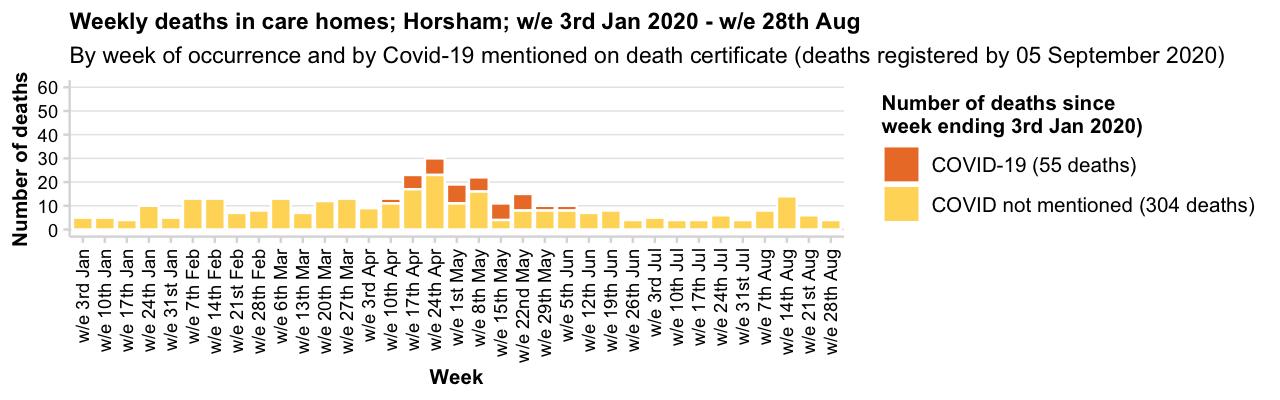 Weekly deaths in care homes; Horsham; w/e 3rd Jan 2020 - w/e 28th Aug
By week of occurrence and by Covid-19 mentioned on death certificate (deaths registered by 05 September 2020)
Number of deaths
60
50
40
30
20
10
0
w/e 3rd Jan
w/e 10th Jan
w/e 17th Jan
w/e 24th Jan
w/e 31st Jan
w/e 7th Feb
w/e 14th Feb
w/e 21st Feb
w/e 28th Feb
w/e 6th Mar
w/e 13th Mar
w/e 20th Mar
w/e 27th Mar
w/e 3rd Apr
w/e 10th Apr
w/e 17th Apr
w/e 24th Apr
w/e 1st May
w/e 8th May
w/e 15th May
w/e 22nd May
w/e 29th May
w/e 5th Jun
w/e 12th Jun
w/e 19th Jun
w/e 26th Jun
w/e 3rd Jul
w/e 10th Jul
w/e 17th Jul
w/e 24th Jul
w/e 31st Jul
w/e 7th Aug
w/e 14th Aug
w/e 21st Aug
w/e 28th Aug
Week
Number of deaths since
week ending 3rd Jan 2020)
COVID-19 (55 deaths)
COVID not mentioned (304 deaths)